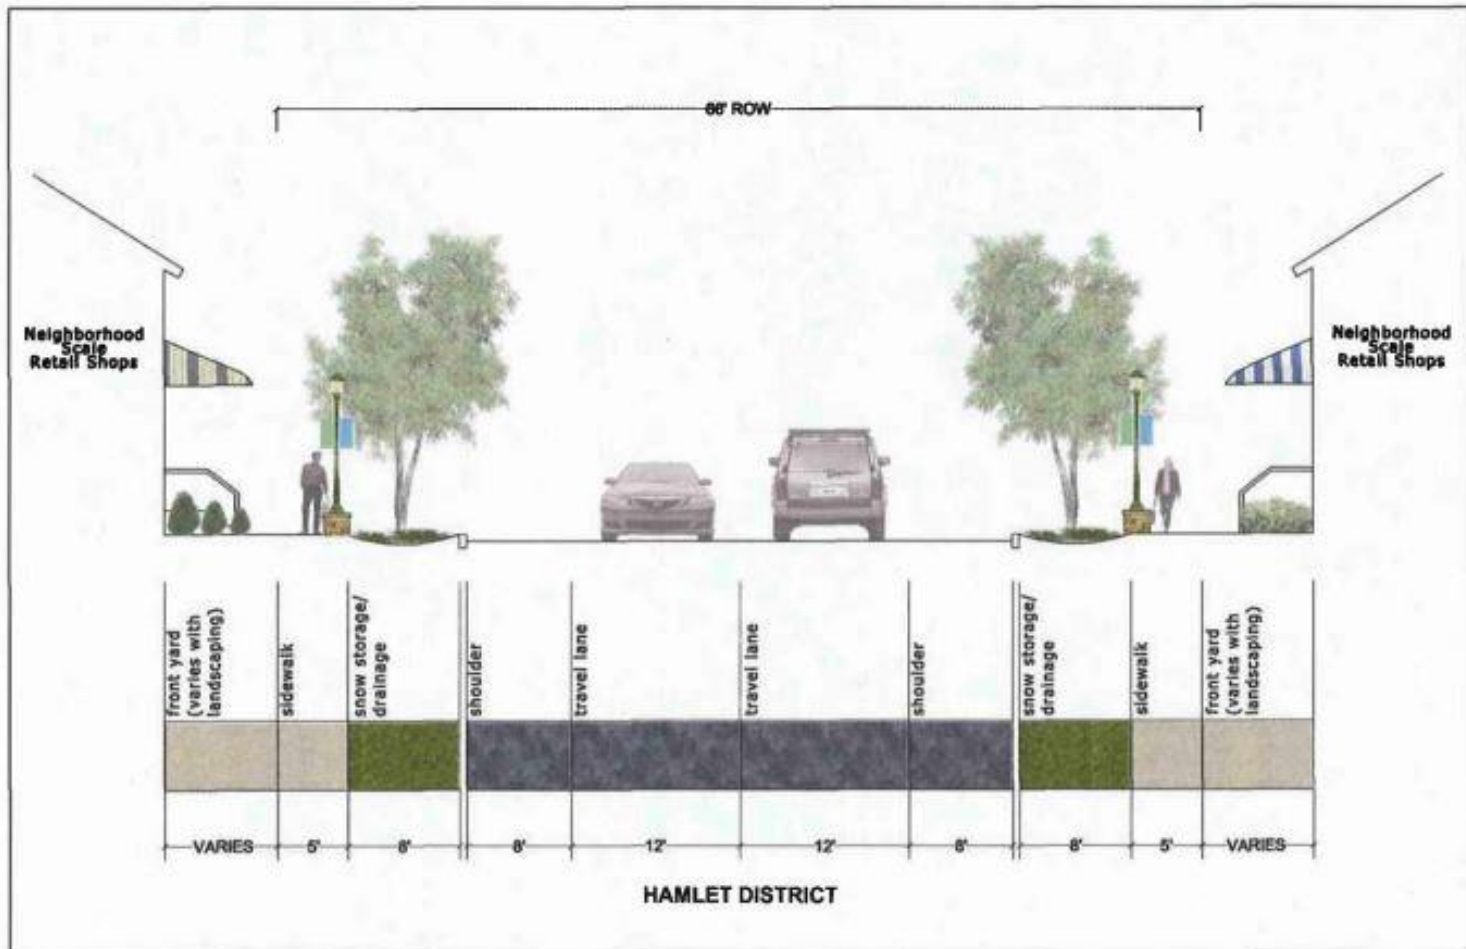 66' ROW
Neighborhood
Scale
Retail Shops
Neighborhood
Scale
Retail Shops
front yard
(varies with
landscaping)
sidewalk
snow storage/
drainage
shoulder
travel lane
travel lane
shoulder
snow storage/
drainage
sidewalk
front yard
(varies with
landscaping)
VARIES
5'
8'
8'
12'
12'
8'
8'
5'
VARIES
HAMLET DISTRICT